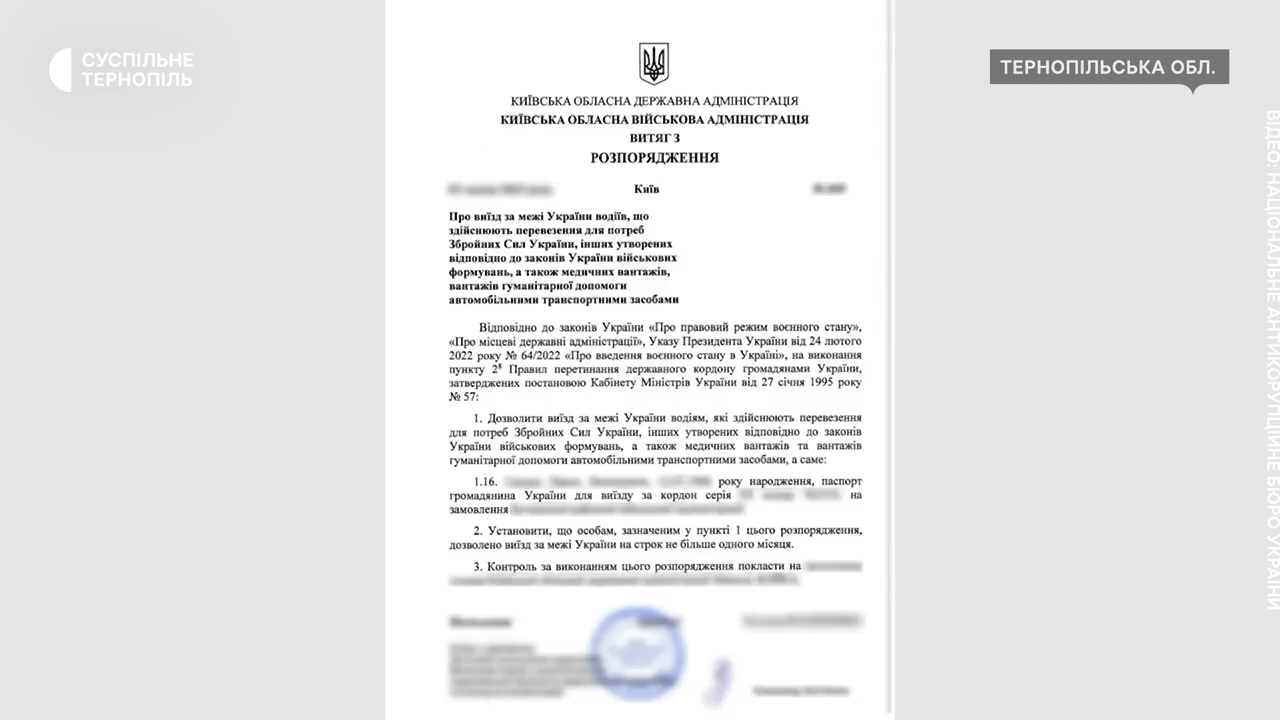 СУСПІЛЬНЕ
ТЕРНОПІЛЬ
ТЕРНОПІЛЬСЬКА ОБЛ.
КИЇВСЬКА ОБЛАСНА ДЕРЖАВНА АДМІНІСТРАЦІЯ
КИЇВСЬКА ОБЛАСНА ВІЙСЬКОВА АДМІНІСТРАЦІЯ
ВИТЯГ З
РОЗПОРЯДЖЕННЯ
Київ
Про виїзд за межі України водіїв, що
здійснюють перевезення для потреб
Збройних Сил України, інших утворених
відповідно до законів України військових
формувань, а також медичних вантажів,
вантажів гуманітарної допомоги
автомобільними транспортними засобами
Відповідно до законів України «Про правовий режим воєнного стану»,
«Про місцеві державні адміністрації», Указу Президента України від 24 лютого
2022 року № 64/2022 «Про введення воєнного стану в Україні», на виконання
пункту 2⁸ Правил перетинання державного кордону громадянами України,
затверджених постановою Кабінету Міністрів України від 27 січня 1995 року
№ 57:
1. Дозволити виїзд за межі України водіям, які здійснюють перевезення
для потреб Збройних Сил України, інших утворених відповідно до законів
України військових формувань, а також медичних вантажів та вантажів
гуманітарної допомоги автомобільними транспортними засобами, а саме:
1.16. року народження, паспорт
громадянина України для виїзду за кордон серія на
замовлення
2. Установити, що особам, зазначеним у пункті 1 цього розпорядження,
дозволено виїзд за межі України на строк не більше одного місяця.
3. Контроль за виконанням цього розпорядження покласти на
ВІДЕО: НАЦІОНАЛЬНЕ АНТИКОРУПЦІЙНЕ БЮРО УКРАЇНИ